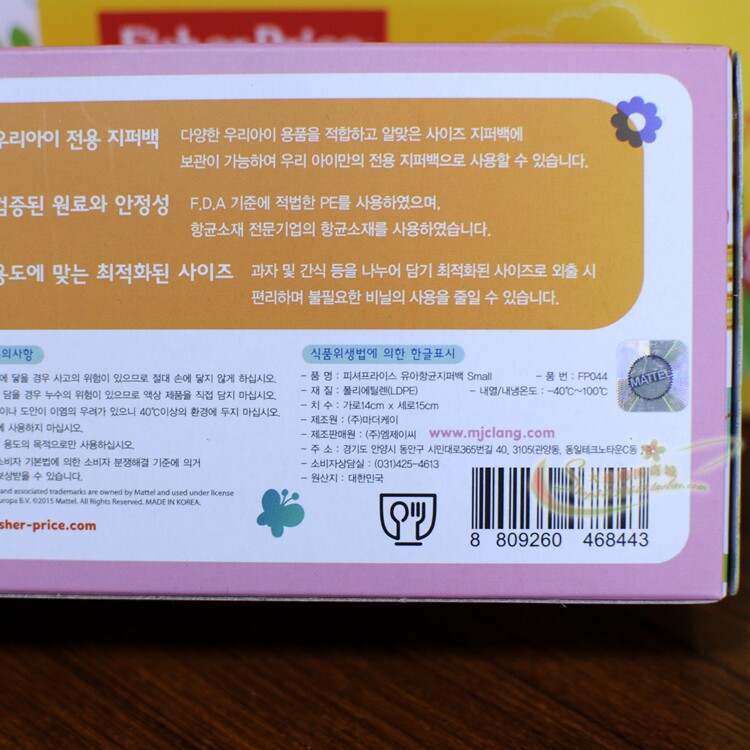 Fisher-Price
우리아이 전용 지퍼백
다양한 우리아이 용품을 적합하고 알맞은 사이즈 지퍼백에
보관이 가능하여 우리 아이만의 전용 지퍼백으로 사용할 수 있습니다.
검증된 원료와 안정성
F.D.A 기준에 적법한 PE를 사용하였으며,
항균소재 전문기업의 항균소재를 사용하였습니다.
용도에 맞는 최적화된 사이즈
과자 및 간식 등을 나누어 담기 최적화된 사이즈로 외출 시
편리하며 불필요한 비닐의 사용을 줄일 수 있습니다.
의사항
에 닿을 경우 사고의 위험이 있으므로 절대 손에 닿지 않게 하십시오.
담을 경우 누수의 위험이 있으므로 액상 제품을 직접 담지 마십시오.
이나 도안이 이염의 우려가 있으니 40℃이상의 환경에 두지 마십시오.
에 사용하지 마십시오.
용도의 목적으로만 사용하십시오.
비자 기본법에 의한 소비자 분쟁해결 기준에 의거
보상받을 수 있습니다.
and associated trademarks are owned by Mattel and used under license
Europa B.V. ©2015 Mattel. All Rights Reserved. MADE IN KOREA.
sher-price.com
식품위생법에 의한 한글표시
- 품 명 : 피셔프라이스 유아항균지퍼백 Small
- 품 번 : FP044
- 재 질 : 폴리에틸렌(LDPE)
- 내열/내냉온도 : -40℃~100℃
- 치 수 : 가로14cm x 세로15cm
- 제조원 : (주)마더케이
- 제조판매원 : (주)엠제이씨
www.mjclang.com
- 주 소 : 경기도 안양시 동안구 시민대로365번길 40, 3105(관양동, 동일테크노타운C동
- 소비자상담실 : (031)425-4613
- 원산지 : 대한민국
MATTEL
8 809260 468443